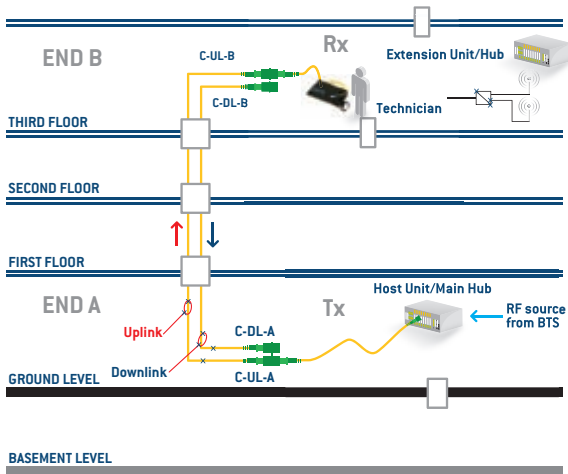 END B
C-UL-B
Rx
Extension Unit/Hub
C-DL-B
Technician
THIRD FLOOR
SECOND FLOOR
FIRST FLOOR
END A
Tx
Host Unit/Main Hub
RF source
from BTS
Uplink
C-DL-A
Downlink
C-UL-A
GROUND LEVEL
BASEMENT LEVEL